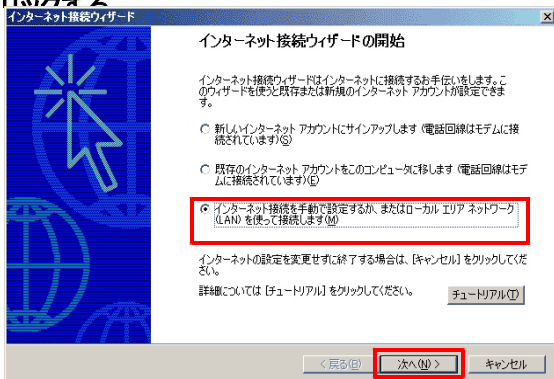 リックする
インターネット接続ウィザード
インターネット接続ウィザードの開始
インターネット接続ウィザードはインターネットに接続するお手伝いをします。こ
のウィザードを使うと既存または新規のインターネット アカウントが設定できま
す。
新しいインターネット アカウントにサインアップします (電話回線はモデムに接
続されています)(S)
既存のインターネット アカウントをこのコンピュータに移します (電話回線はモデ
ムに接続されています)(E)
インターネット接続を手動で設定するか、またはローカル エリア ネットワーク
(LAN) を使って接続します(M)
インターネットの設定を変更せずに終了する場合は、[キャンセル] をクリックしてくだ
さい。
詳細については [チュートリアル] をクリックしてください。
チュートリアル(T)
< 戻る(B)
次へ(N) >
キャンセル